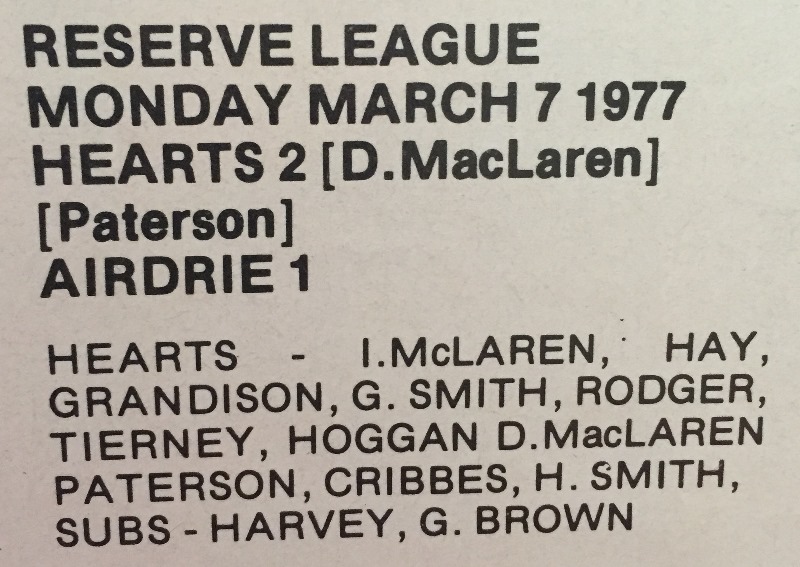 RESERVE LEAGUE
MONDAY MARCH 7 1977
HEARTS 2 [D.MacLaren]
[Paterson]
AIRDRIE 1
HEARTS - I.McLAREN, HAY,
GRANDISON, G. SMITH, RODGER,
TIERNEY, HOGGAN D.MacLAREN
PATERSON, CRIBBES, H. SMITH,
SUBS - HARVEY, G. BROWN